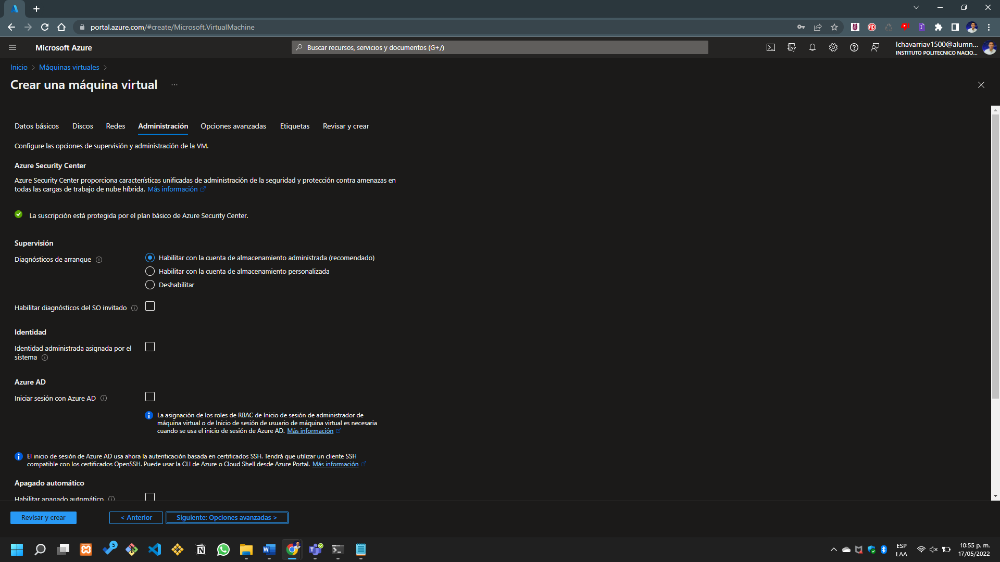 portal.azure.com/#create/Microsoft.VirtualMachine
Microsoft Azure
Buscar recursos, servicios y documentos (G+/)
lchavarriav1500@alumn...
INSTITUTO POLITECNICO NACIO...
Inicio > Máquinas virtuales >
Crear una máquina virtual ...
Datos básicos Discos Redes Administración Opciones avanzadas Etiquetas Revisar y crear
Configure las opciones de supervisión y administración de la VM.
Azure Security Center
Azure Security Center proporciona características unificadas de administración de la seguridad y protección contra amenazas en
todas las cargas de trabajo de nube híbrida. Más información
La suscripción está protegida por el plan básico de Azure Security Center.
Supervisión
Diagnósticos de arranque
Habilitar con la cuenta de almacenamiento administrada (recomendado)
Habilitar con la cuenta de almacenamiento personalizada
Deshabilitar
Habilitar diagnósticos del SO invitado
Identidad
Identidad administrada asignada por el
sistema
Azure AD
Iniciar sesión con Azure AD
La asignación de los roles de RBAC de Inicio de sesión de administrador de
máquina virtual o de Inicio de sesión de usuario de máquina virtual es necesaria
cuando se usa el inicio de sesión de Azure AD. Más información
El inicio de sesión de Azure AD usa ahora la autenticación basada en certificados SSH. Tendrá que utilizar un cliente SSH
compatible con los certificados OpenSSH. Puede usar la CLI de Azure o Cloud Shell desde Azure Portal. Más información
Apagado automático
Habilitar apagado automático
Revisar y crear
< Anterior
Siguiente: Opciones avanzadas >
5
ESP
LAA
10:55 p. m.
17/05/2022